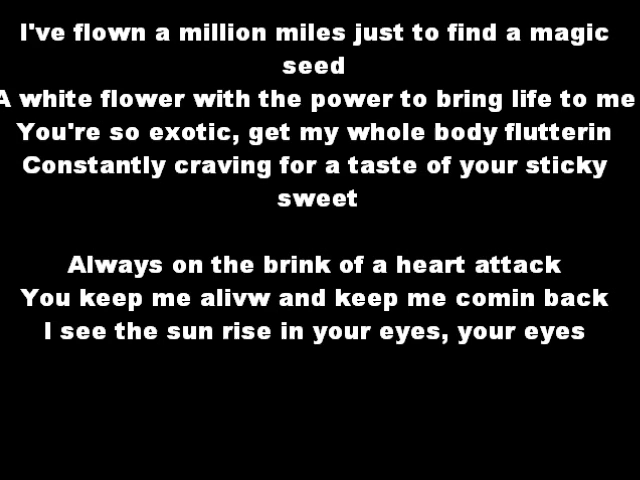 I've flown a million miles just to find a magic
seed
A white flower with the power to bring life to me
You're so exotic, get my whole body flutterin
Constantly craving for a taste of your sticky
sweet
Always on the brink of a heart attack
You keep me alivw and keep me comin back
I see the sun rise in your eyes, your eyes